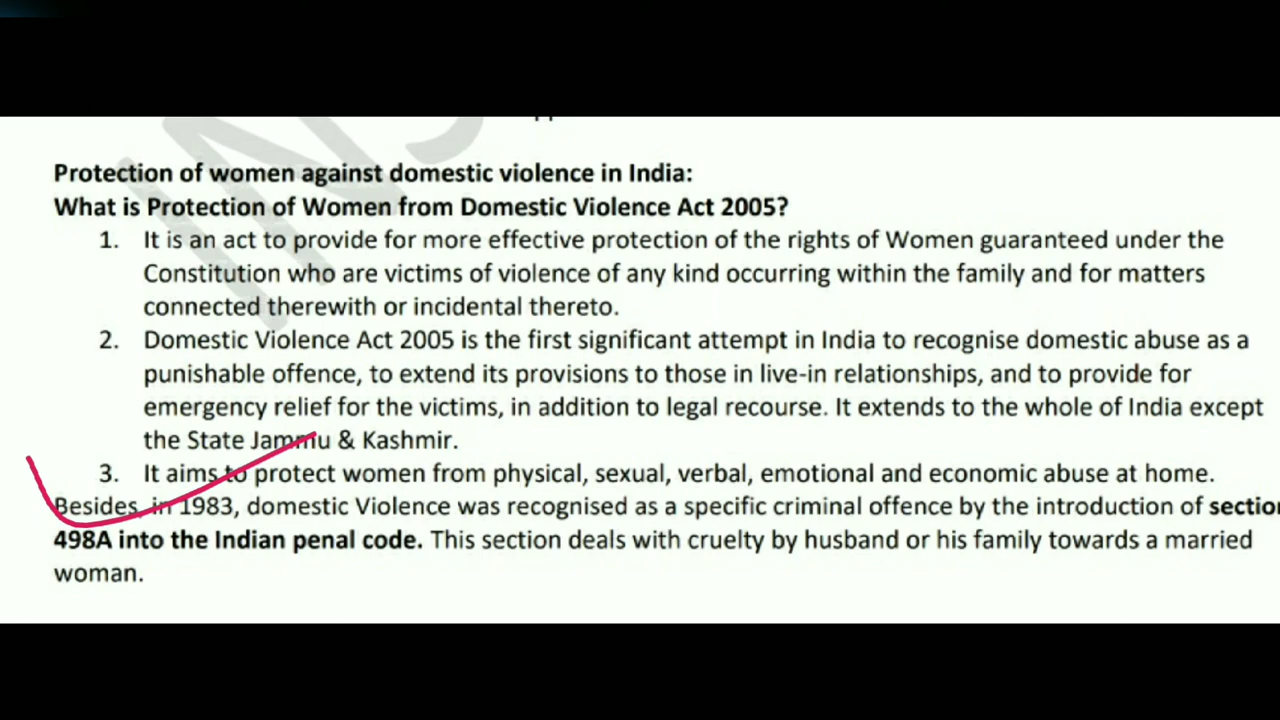 Protection of women against domestic violence in India:
What is Protection of Women from Domestic Violence Act 2005?
1. It is an act to provide for more effective protection of the rights of Women guaranteed under the
Constitution who are victims of violence of any kind occurring within the family and for matters
connected therewith or incidental thereto.
2. Domestic Violence Act 2005 is the first significant attempt in India to recognise domestic abuse as a
punishable offence, to extend its provisions to those in live-in relationships, and to provide for
emergency relief for the victims, in addition to legal recourse. It extends to the whole of India except
the State Jammu & Kashmir.
3. It aims to protect women from physical, sexual, verbal, emotional and economic abuse at home.
Besides, in 1983, domestic Violence was recognised as a specific criminal offence by the introduction of sectio
498A into the Indian penal code. This section deals with cruelty by husband or his family towards a married
woman.